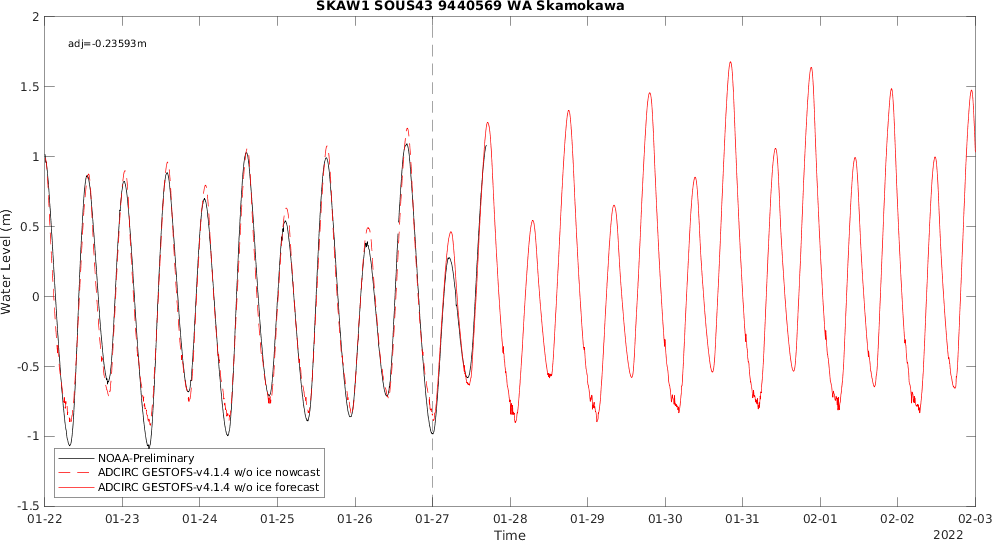 SKAW1 SOUS43 9440569 WA Skamokawa
adj=-0.23593m
Water Level (m)
2
1.5
1
0.5
0
-0.5
-1
-1.5
NOAA-Preliminary
ADCIRC GESTOFS-v4.1.4 w/o ice nowcast
ADCIRC GESTOFS-v4.1.4 w/o ice forecast
01-22 01-23 01-24 01-25 01-26 01-27 01-28 01-29 01-30 01-31 02-01 02-02 02-03
Time
2022